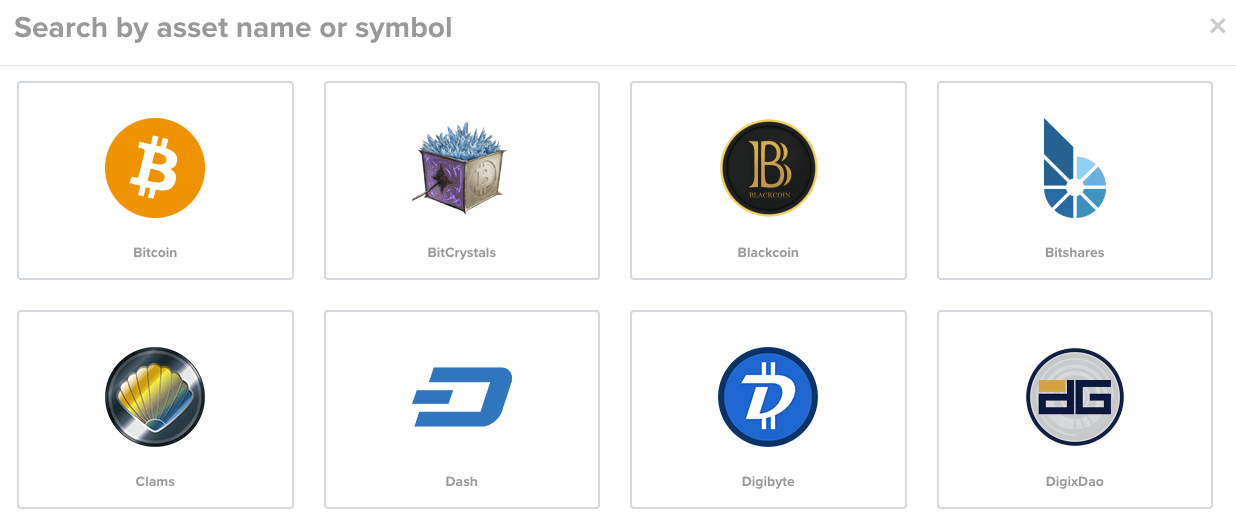 Search by asset name or symbol
×
BLACKCOIN
Bitcoin
BitCrystals
Blackcoin
Bitshares
dG
Clams
Dash
Digibyte
DigixDao